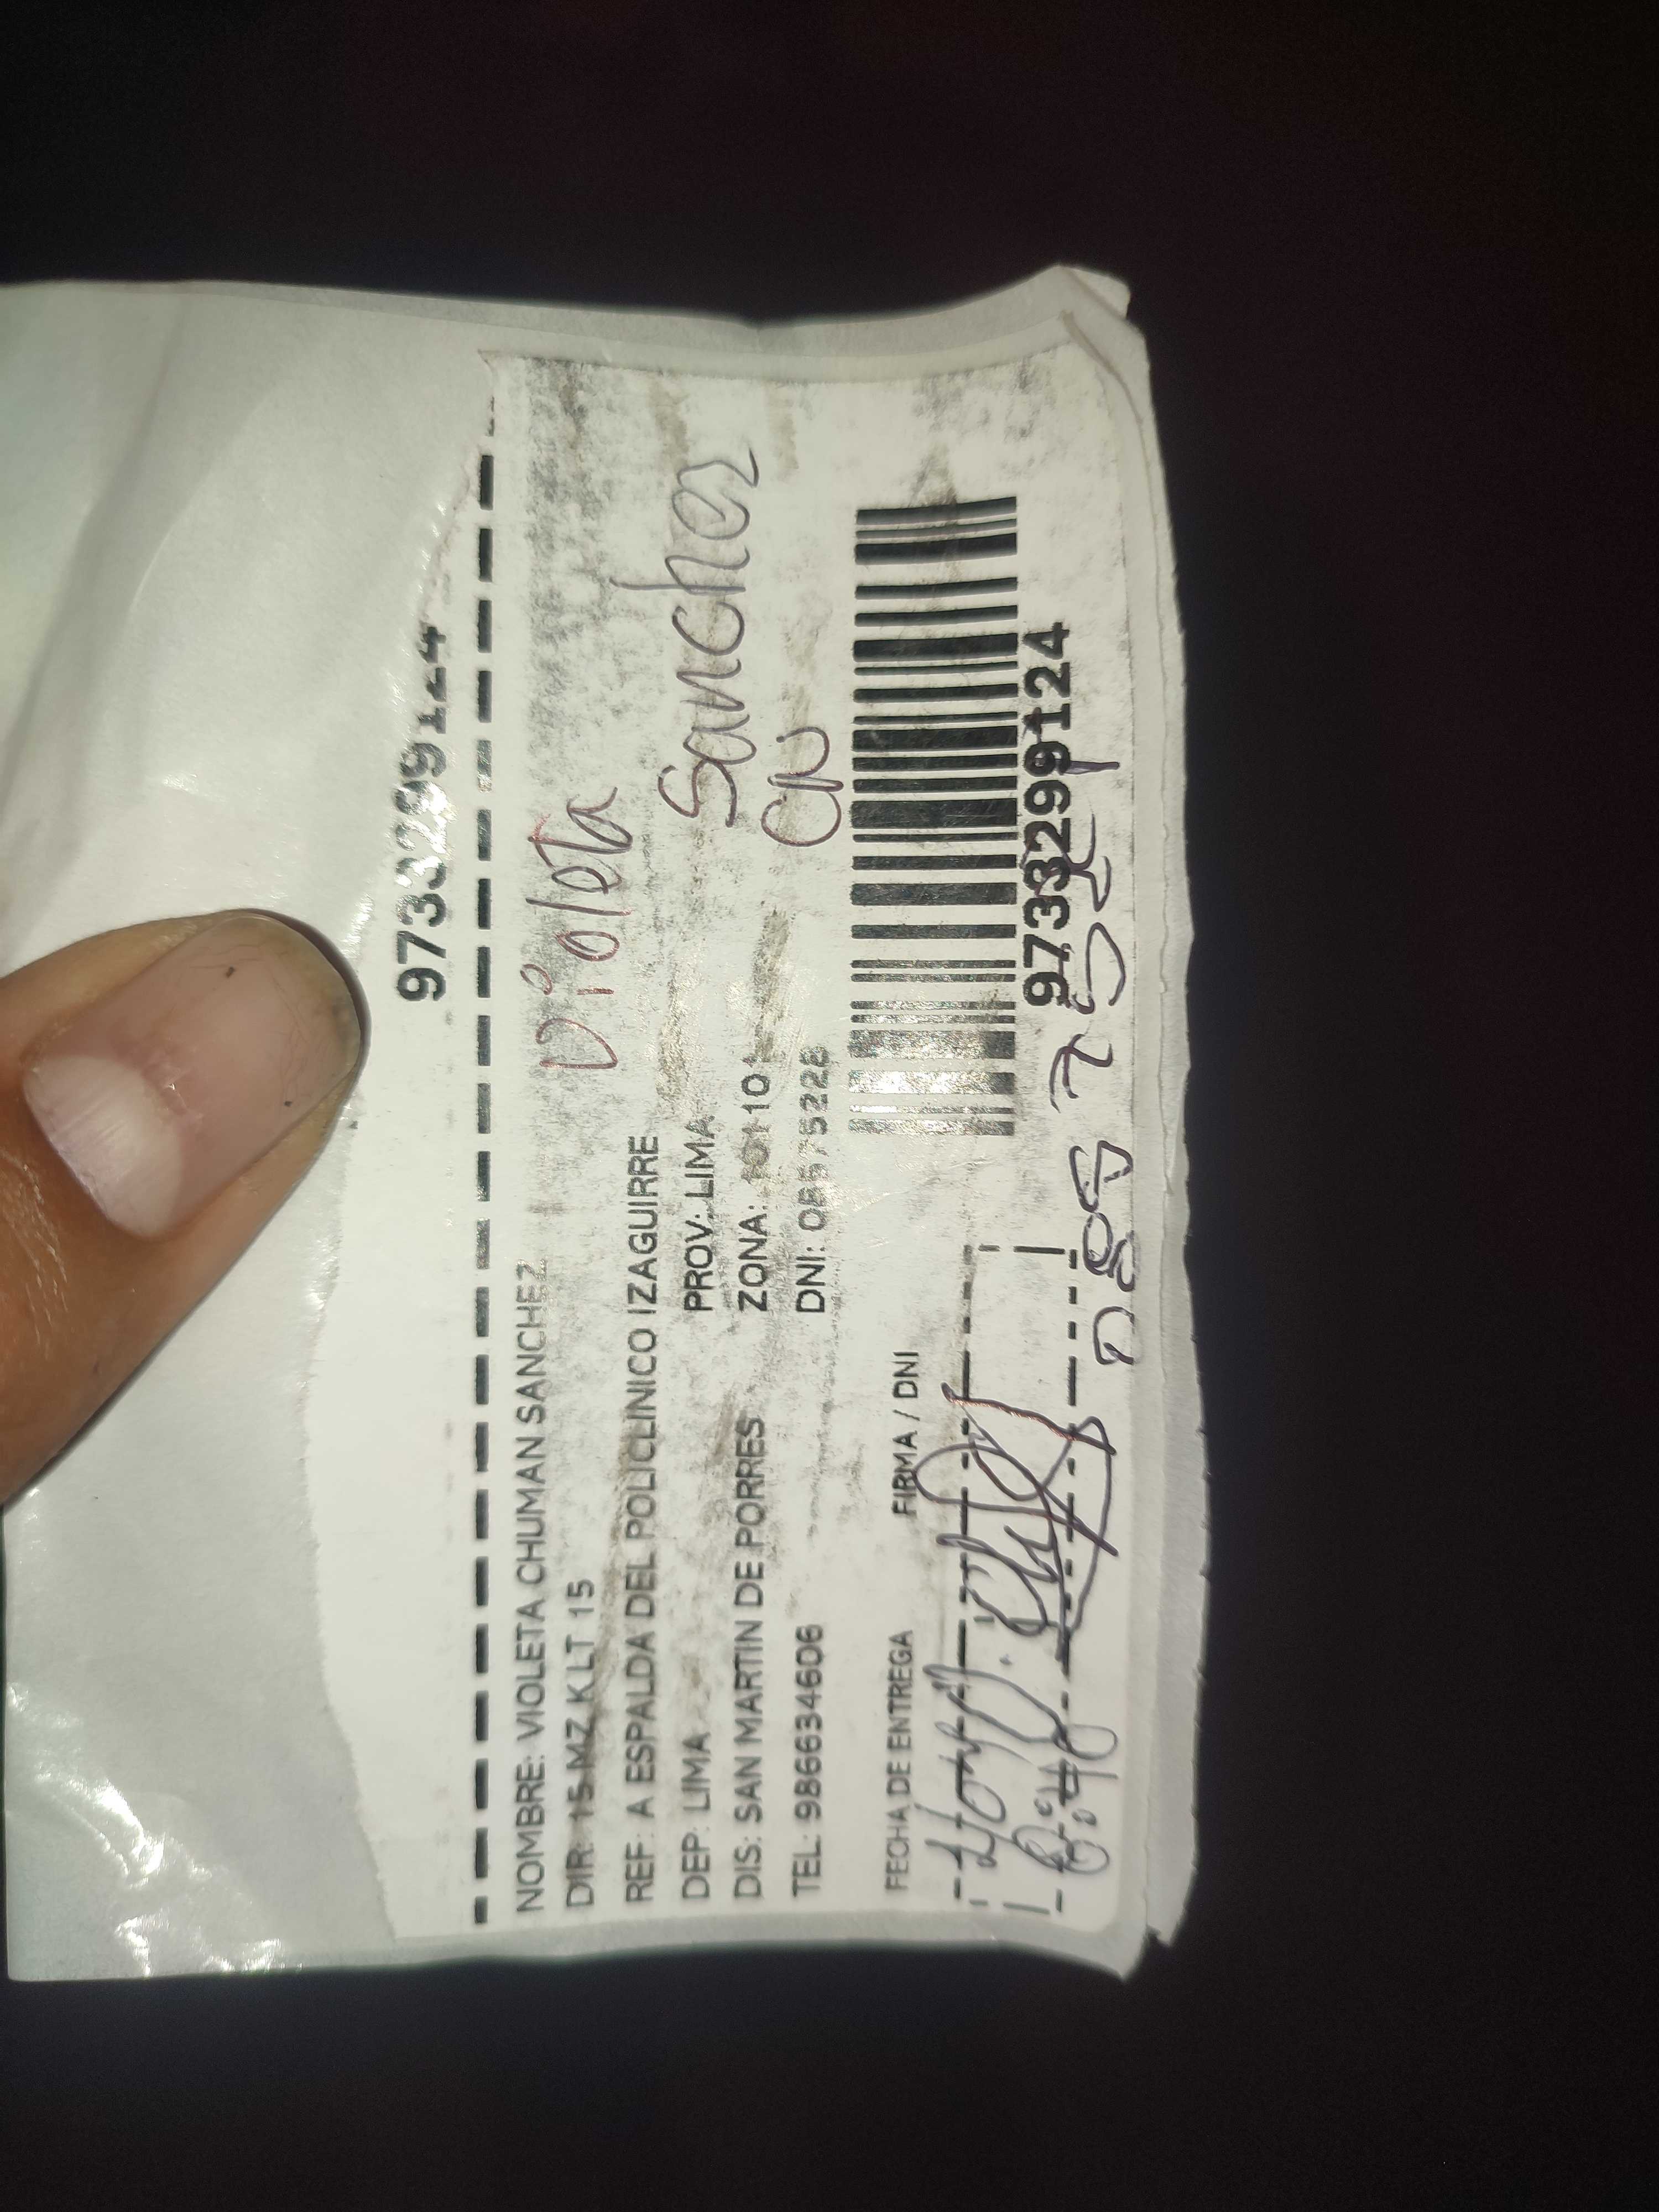 9733299124
NOMBRE: VIOLETA CHUMAN SANCHEZ
DIR: 15 MZ K LT 15
Violeta
REF: A ESPALDA DEL POLICLINICO IZAGUIRRE
DEP: LIMA PROV: LIMA
Sanchez
DIS: SAN MARTIN DE PORRES ZONA:
TEL: 986634606 DNI:
FECHA DE ENTREGA FIRMA / DNI
9733299124